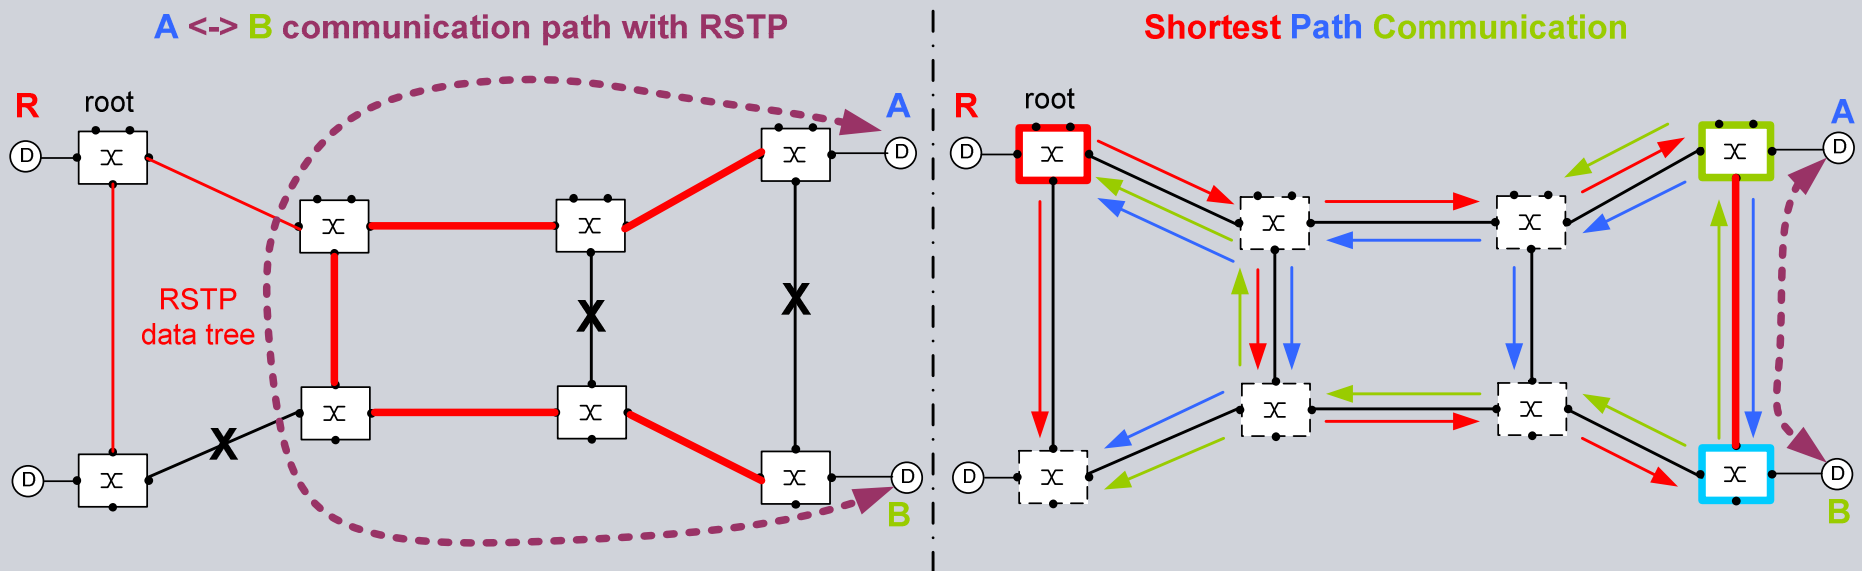 A <-> B communication path with RSTP
Shortest Path Communication
R
root
A
D
D
X
X
RSTP
data tree
X
D
D
B
R
root
A
D
D
D
D
B